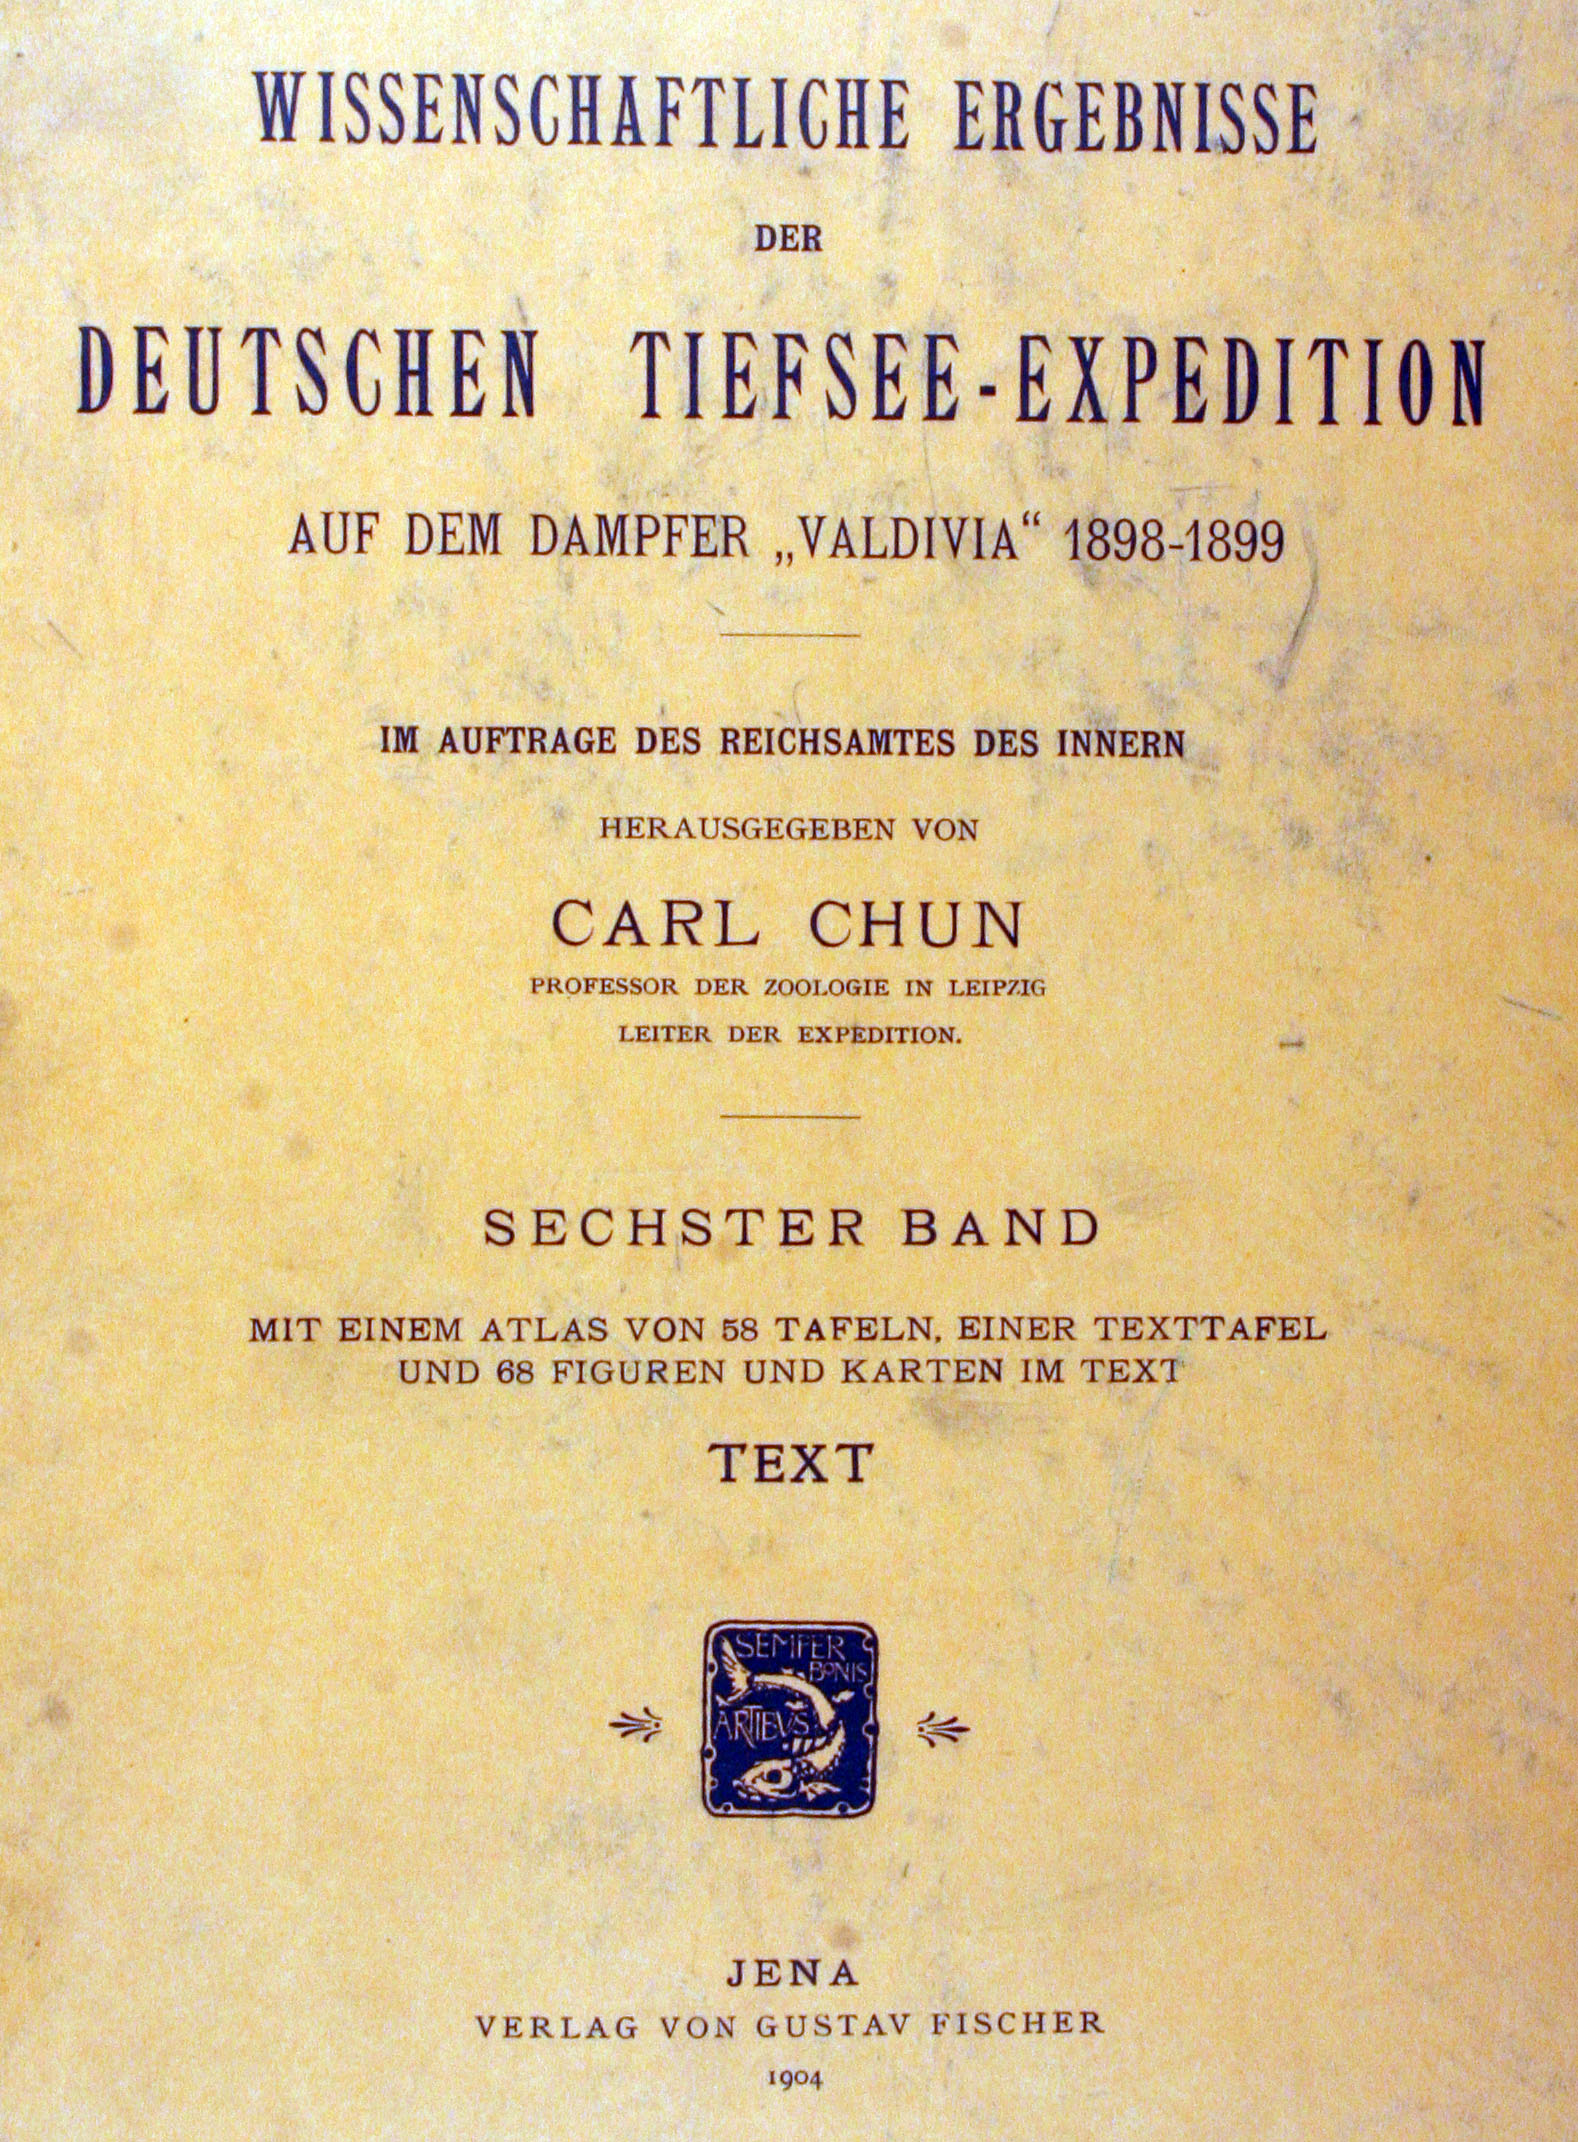 WISSENSCHAFTLICHE ERGEBNISSE
DER
DEUTSCHEN TIEFSEE-EXPEDITION
AUF DEM DAMPFER „VALDIVIA“ 1898-1899
IM AUFTRAGE DES REICHSAMTES DES INNERN
HERAUSGEGEBEN VON
CARL CHUN
PROFESSOR DER ZOOLOGIE IN LEIPZIG
LEITER DER EXPEDITION.
SECHSTER BAND
MIT EINEM ATLAS VON 58 TAFELN, EINER TEXTTAFEL
UND 68 FIGUREN UND KARTEN IM TEXT
TEXT
SEMPER
BONIS
ARTIBVS
JENA
VERLAG VON GUSTAV FISCHER
1904